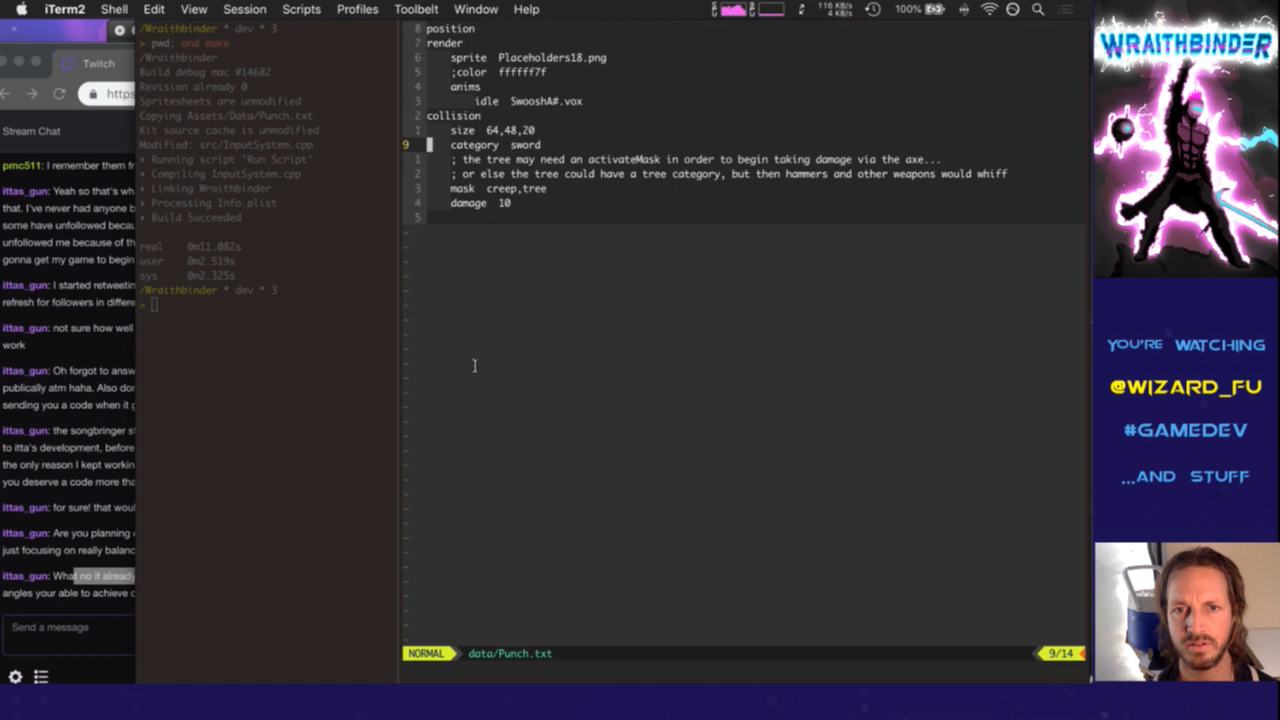 iTerm2 Shell Edit View Session Scripts Profiles Toolbelt Window Help
116 KB/s
4 KB/s
100%
Twitch
https
Stream Chat
pmc511: I remember them fr
ittas_gun: Yeah so that's wh
that. I've never had anyone b
some have unfollowed becau
unfollowed me because of th
gonna get my game to begin
ittas_gun: I started retweetin
refresh for followers in differe
ittas_gun: not sure how well
work
ittas_gun: Oh forgot to answ
publically atm haha. Also dor
sending you a code when it g
ittas_gun: the songbringer s
to itta's development, before
the only reason I kept workin
you deserve a code more tha
ittas_gun: for sure! that woul
ittas_gun: Are you planning
just focusing on really balanc
ittas_gun: What no it already
angles your able to achieve c
Send a message
/Wraithbinder * dev * 3
> pwd; and make
/Wraithbinder
Build debug mac #14682
Revision already 0
Spritesheets are unmodified
Copying Assets/Data/Punch.txt
Kit source cache is unmodified
Modified: src/InputSystem.cpp
Running script 'Run Script'
Compiling InputSystem.cpp
Linking Wraithbinder
Processing Info.plist
Build Succeeded
real 0m11.082s
user 0m2.519s
sys 0m2.325s
/Wraithbinder * dev * 3
>
8 position
7 render
6 sprite Placeholders18.png
5 ;color ffffff7f
4 anims
3 idle SwooshA#.vox
2 collision
1 size 64,48,20
9 category sword
1 ; the tree may need an activateMask in order to begin taking damage via the axe...
2 ; or else the tree could have a tree category, but then hammers and other weapons would whiff
3 mask creep,tree
4 damage 10
5
NORMAL data/Punch.txt 9/14
WRAITHBINDER
YOU'RE WATCHING
@WIZARD_FU
#GAMEDEV
...AND STUFF